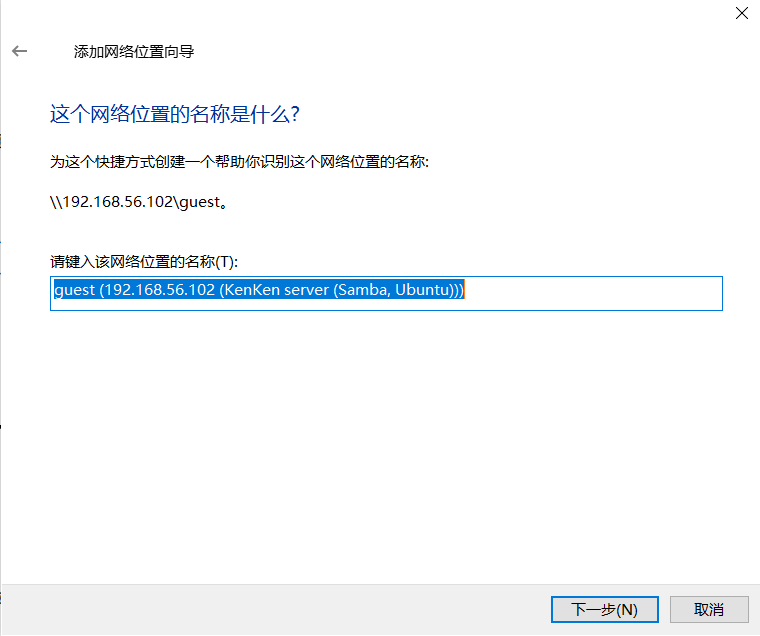 添加网络位置向导
这个网络位置的名称是什么?
为这个快捷方式创建一个帮助你识别这个网络位置的名称:
\\192.168.56.102\guest。
请键入该网络位置的名称(T):
guest (192.168.56.102 (KenKen server (Samba, Ubuntu)))
下一步(N)
取消